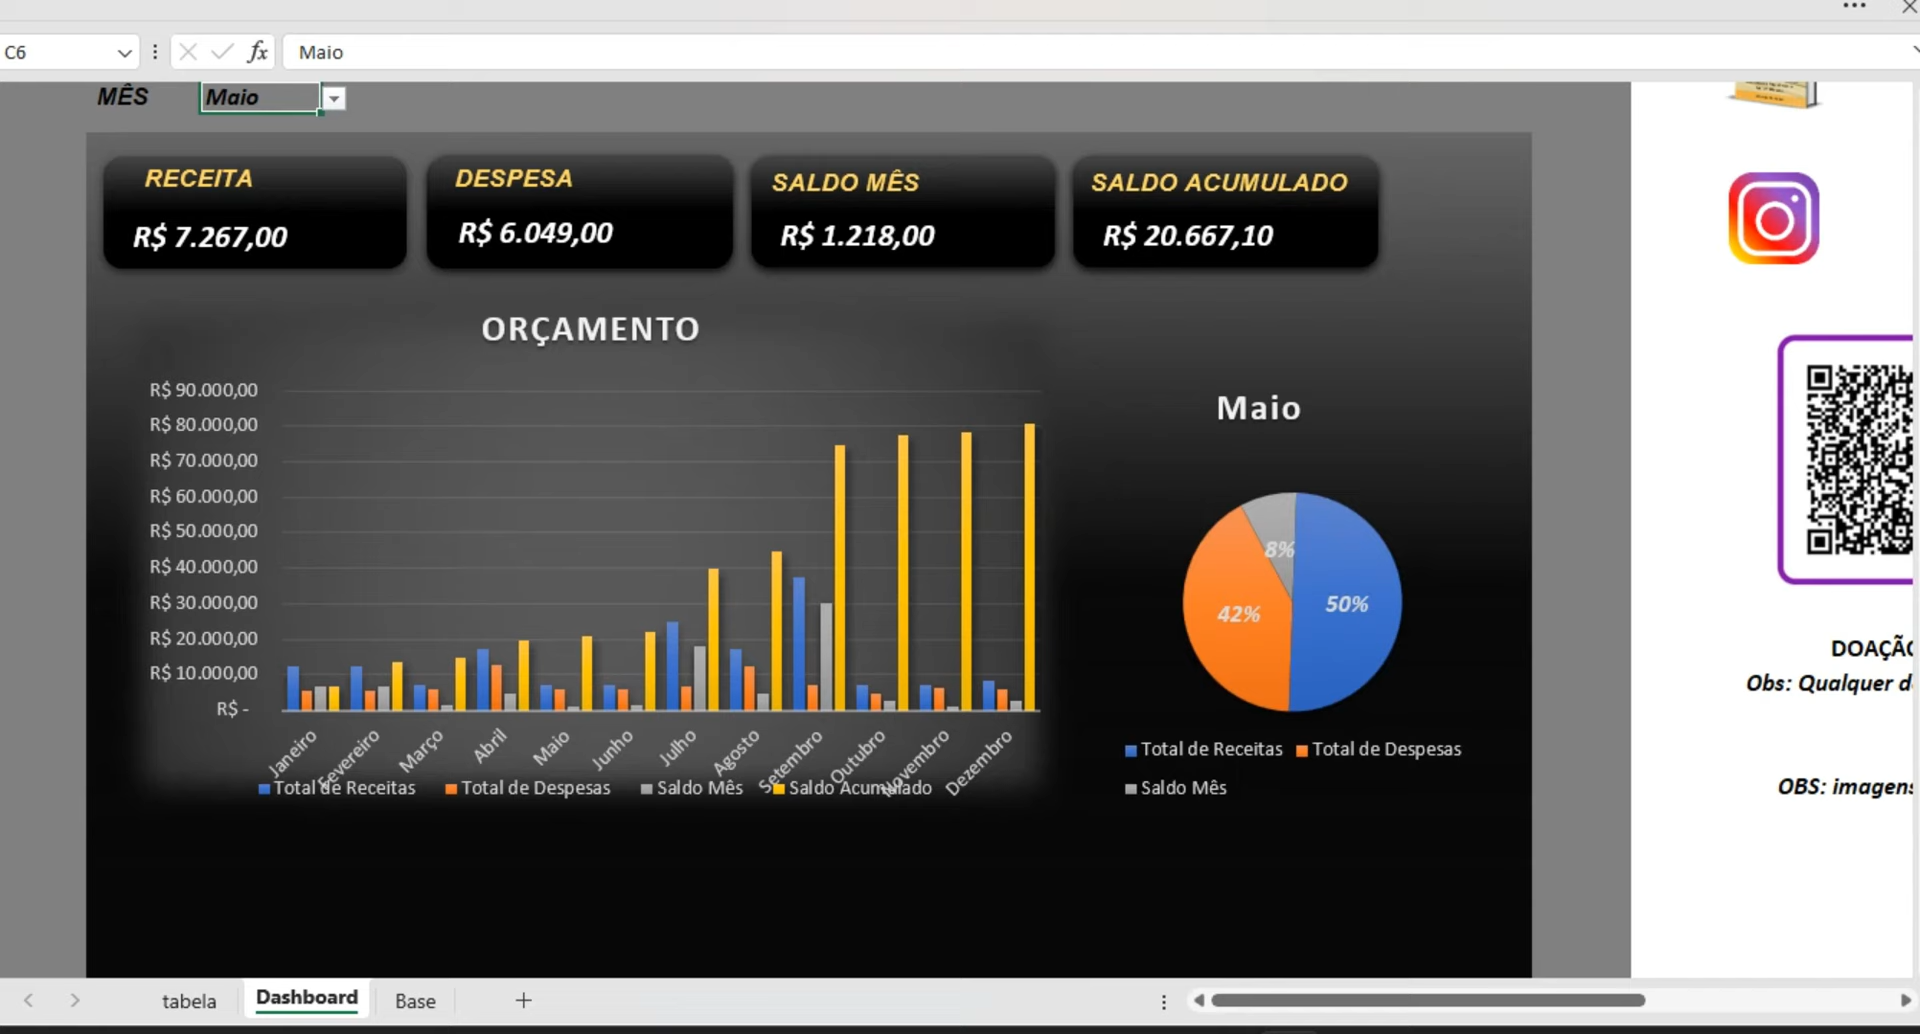 C6
fx
Maio
MÊS
Maio
RECEITA
R$ 7.267,00
DESPESA
R$ 6.049,00
SALDO MÊS
R$ 1.218,00
SALDO ACUMULADO
R$ 20.667,10
ORÇAMENTO
R$ 90.000,00
R$ 80.000,00
R$ 70.000,00
R$ 60.000,00
R$ 50.000,00
R$ 40.000,00
R$ 30.000,00
R$ 20.000,00
R$ 10.000,00
R$ -
Janeiro
Fevereiro
Março
Abril
Maio
Junho
Julho
Agosto
Setembro
Outubro
Novembro
Dezembro
Total de Receitas
Total de Despesas
Saldo Mês
Saldo Acumulado
Maio
8%
42%
50%
Total de Receitas
Total de Despesas
Saldo Mês
DOAÇÃO
Obs: Qualquer d
OBS: imagens
tabela
Dashboard
Base